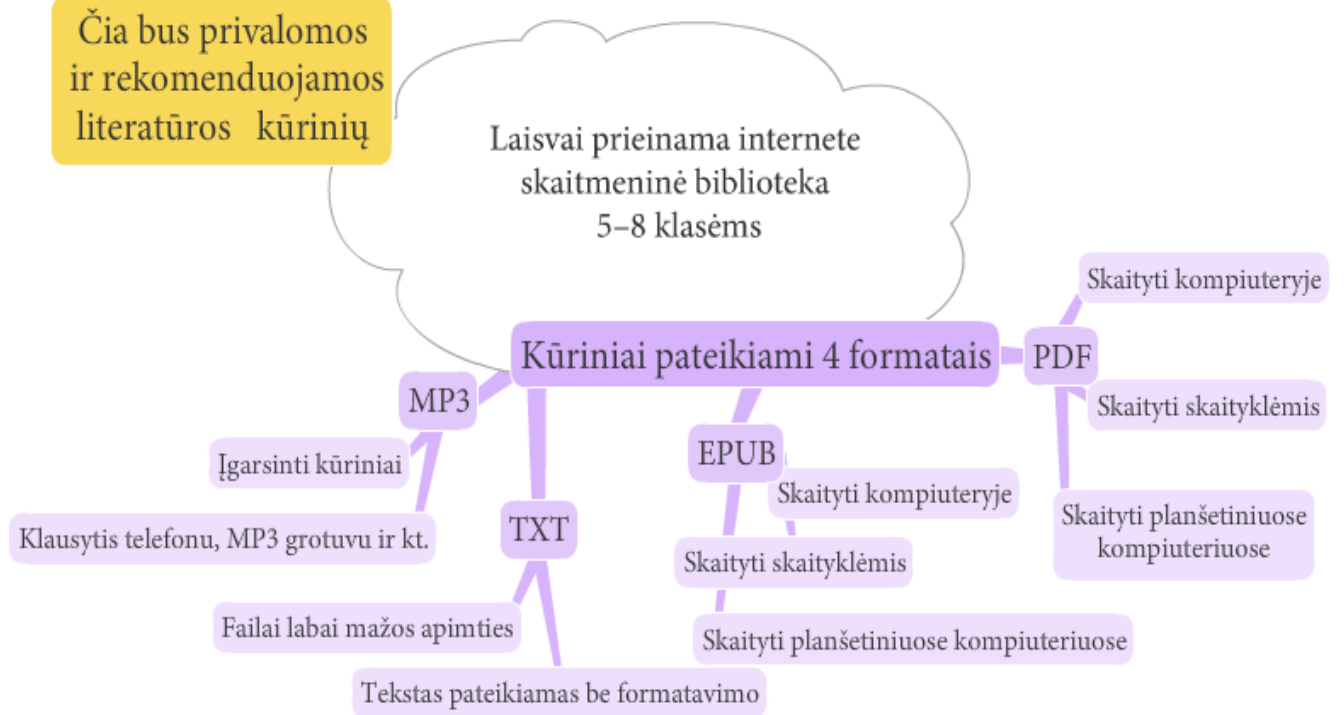 Čia bus privalomos
ir rekomenduojamos
literatūros kūrinių
Laisvai prieinama internete
skaitmeninė biblioteka
5–8 klasėms
Kūriniai pateikiami 4 formatais
MP3
Įgarsinti kūriniai
Klausytis telefonu, MP3 grotuvu ir kt.
TXT
Failai labai mažos apimties
Tekstas pateikiamas be formatavimo
EPUB
Skaityti kompiuteryje
Skaityti skaityklėmis
Skaityti planšetiniuose kompiuteriuose
PDF
Skaityti kompiuteryje
Skaityti skaityklėmis
Skaityti planšetiniuose
kompiuteriuose